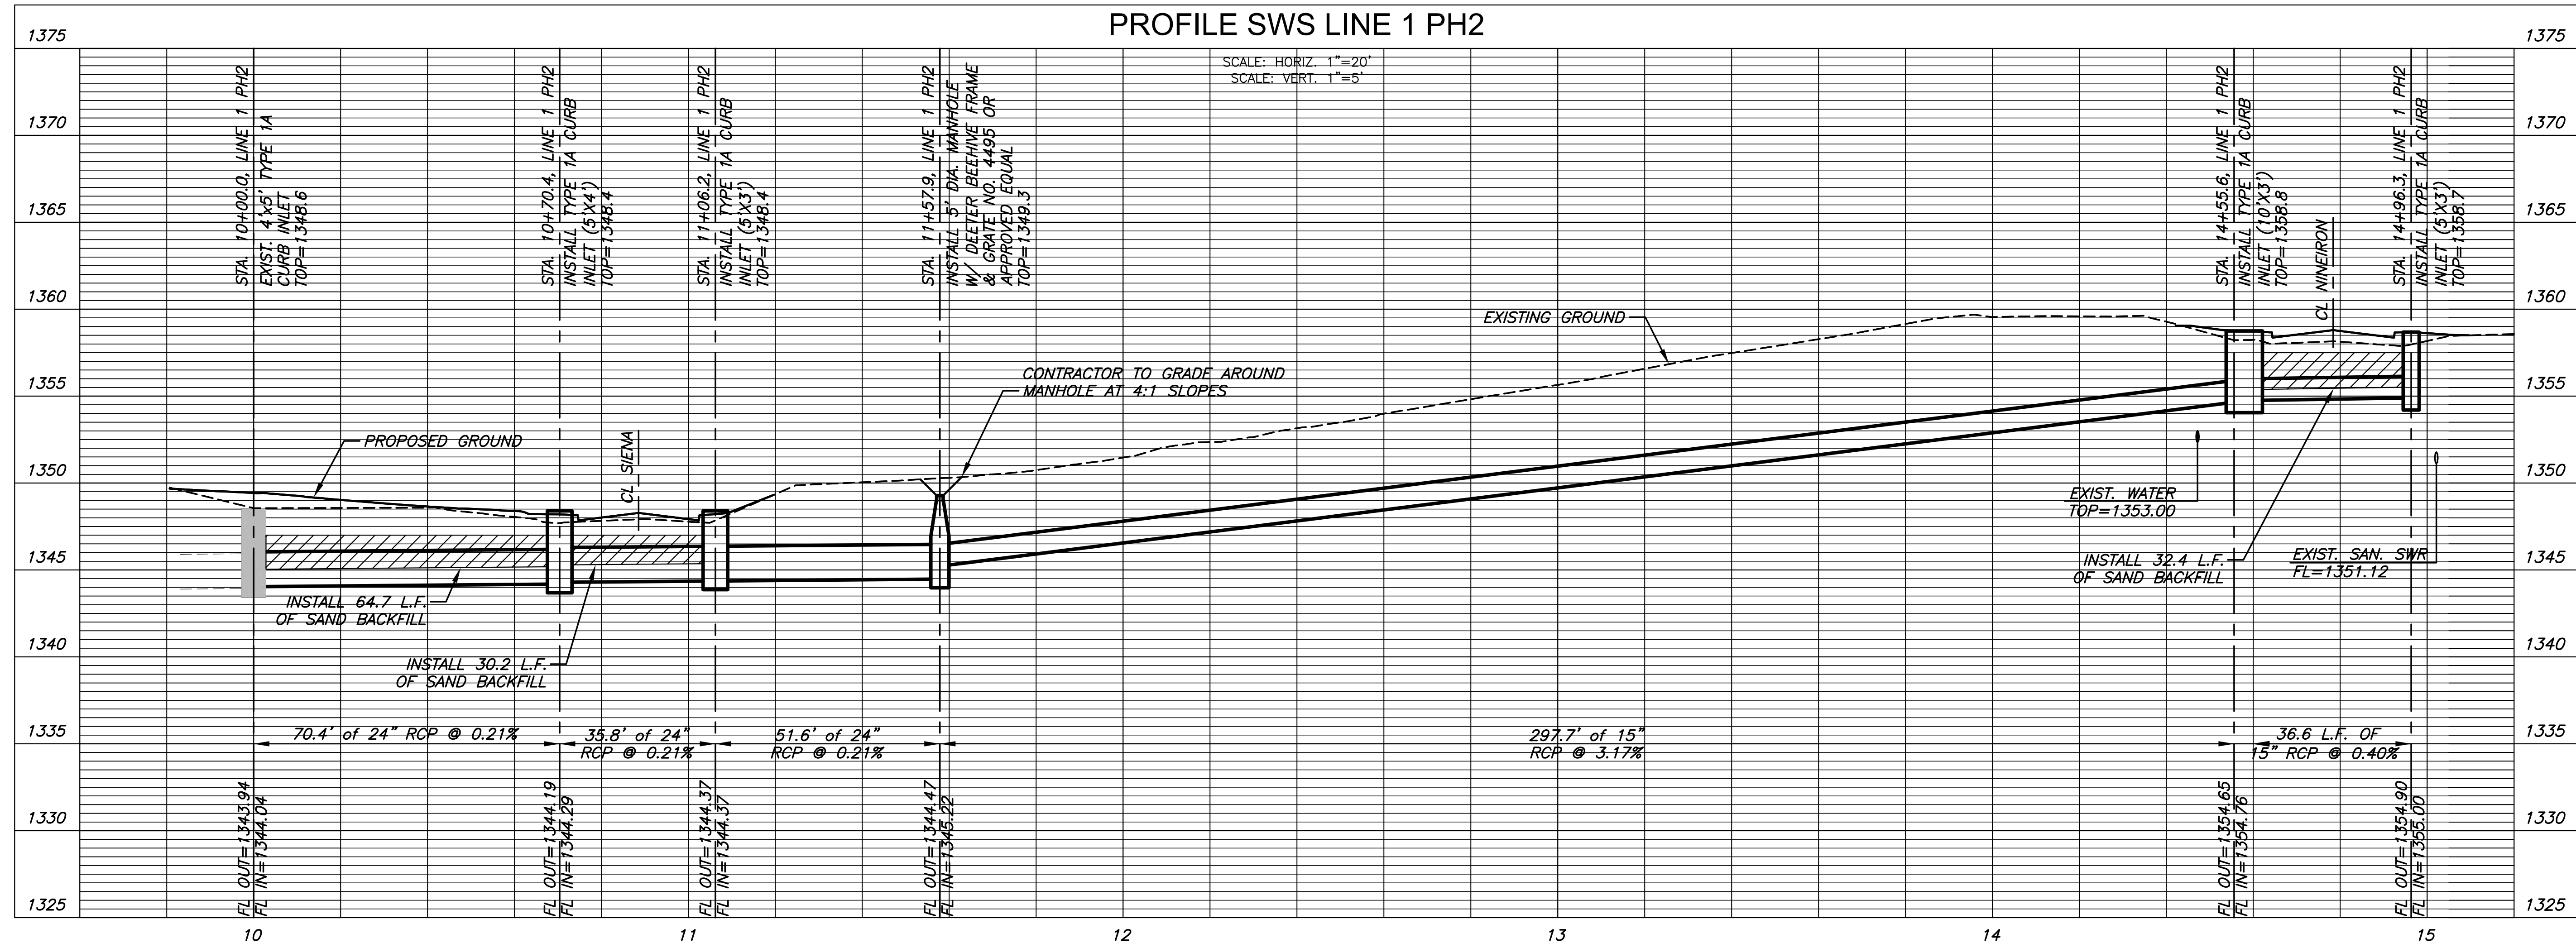 PROFILE SWS LINE 1 PH2
SCALE: HORIZ. 1"=20'
SCALE: VERT. 1"=5'
1375
1370
1365
1360
1355
1350
1345
1340
1335
1330
1325
1375
1370
1365
1360
1355
1350
1345
1340
1335
1330
1325
STA. 10+00.0, LINE 1 PH2
EXIST. 4'x5' TYPE 1A
CURB INLET
TOP=1348.6
STA. 10+70.4, LINE 1 PH2
INSTALL TYPE 1A CURB
INLET (5'X4')
TOP=1348.4
STA. 11+06.2, LINE 1 PH2
INSTALL TYPE 1A CURB
INLET (5'X3')
TOP=1348.4
STA. 11+57.9, LINE 1 PH2
INSTALL 5' DIA. MANHOLE
W/ DEETER BEEHIVE FRAME
& GRATE NO. 4495 OR
APPROVED EQUAL
TOP=1349.3
STA. 14+55.6, LINE 1 PH2
INSTALL TYPE 1A CURB
INLET (10'X3')
TOP=1358.8
CL NINEIRON
STA. 14+96.3, LINE 1 PH2
INSTALL TYPE 1A CURB
INLET (5'X3')
TOP=1358.7
EXISTING GROUND
CONTRACTOR TO GRADE AROUND
MANHOLE AT 4:1 SLOPES
PROPOSED GROUND
CL SIENA
EXIST. WATER
TOP=1353.00
INSTALL 32.4 L.F.
OF SAND BACKFILL
EXIST. SAN. SWR
FL=1351.12
INSTALL 64.7 L.F.
OF SAND BACKFILL
INSTALL 30.2 L.F.
OF SAND BACKFILL
70.4' of 24" RCP @ 0.21%
35.8' of 24"
RCP @ 0.21%
51.6' of 24"
RCP @ 0.21%
297.7' of 15"
RCP @ 3.17%
36.6 L.F. OF
15" RCP @ 0.40%
FL OUT=1343.94
FL IN=1344.04
FL OUT=1344.19
FL IN=1344.29
FL OUT=1344.37
FL IN=1344.37
FL OUT=1344.47
FL IN=1345.22
FL OUT=1354.65
FL IN=1354.76
FL OUT=1354.90
FL IN=1355.00
10
11
12
13
14
15